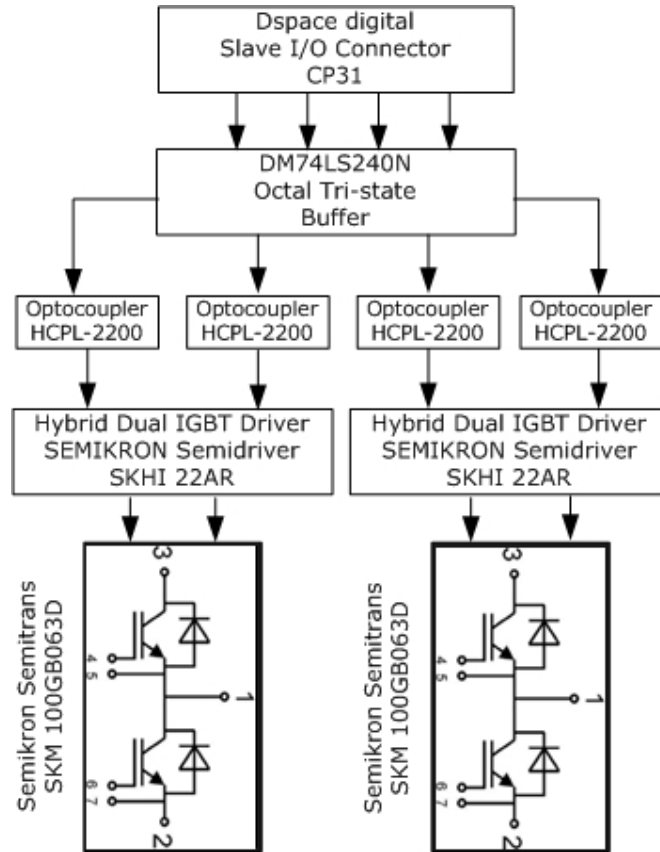 Dspace digital
Slave I/O Connector
CP31
DM74LS240N
Octal Tri-state
Buffer
Optocoupler
HCPL-2200
Optocoupler
HCPL-2200
Optocoupler
HCPL-2200
Optocoupler
HCPL-2200
Hybrid Dual IGBT Driver
SEMIKRON Semidriver
SKHI 22AR
Hybrid Dual IGBT Driver
SEMIKRON Semidriver
SKHI 22AR
Semikron Semitrans
SKM 100GB063D
3
4
5
1
6
7
2
Semikron Semitrans
SKM 100GB063D
3
4
5
1
6
7
2